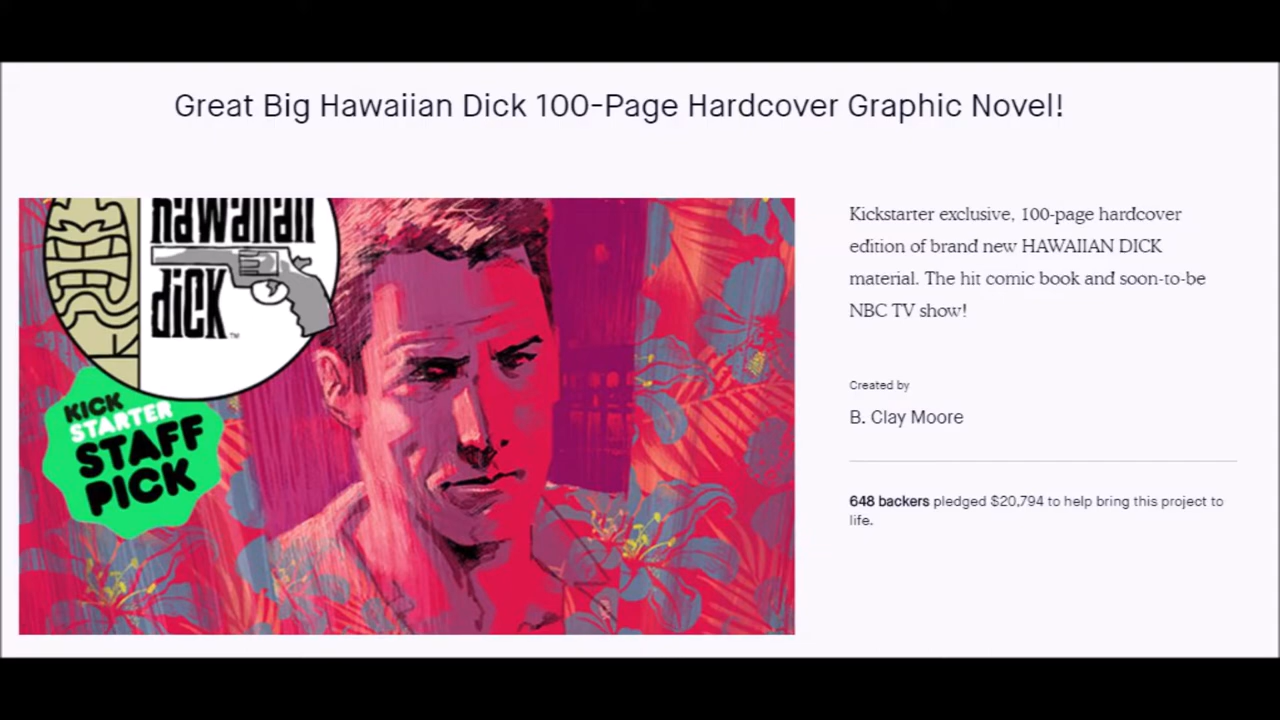 Great Big Hawaiian Dick 100-Page Hardcover Graphic Novel!
hawaiian
dick™
KICK
STARTER
STAFF
PICK
Kickstarter exclusive, 100-page hardcover
edition of brand new HAWAIIAN DICK
material. The hit comic book and soon-to-be
NBC TV show!
Created by
B. Clay Moore
648 backers pledged $20,794 to help bring this project to
life.